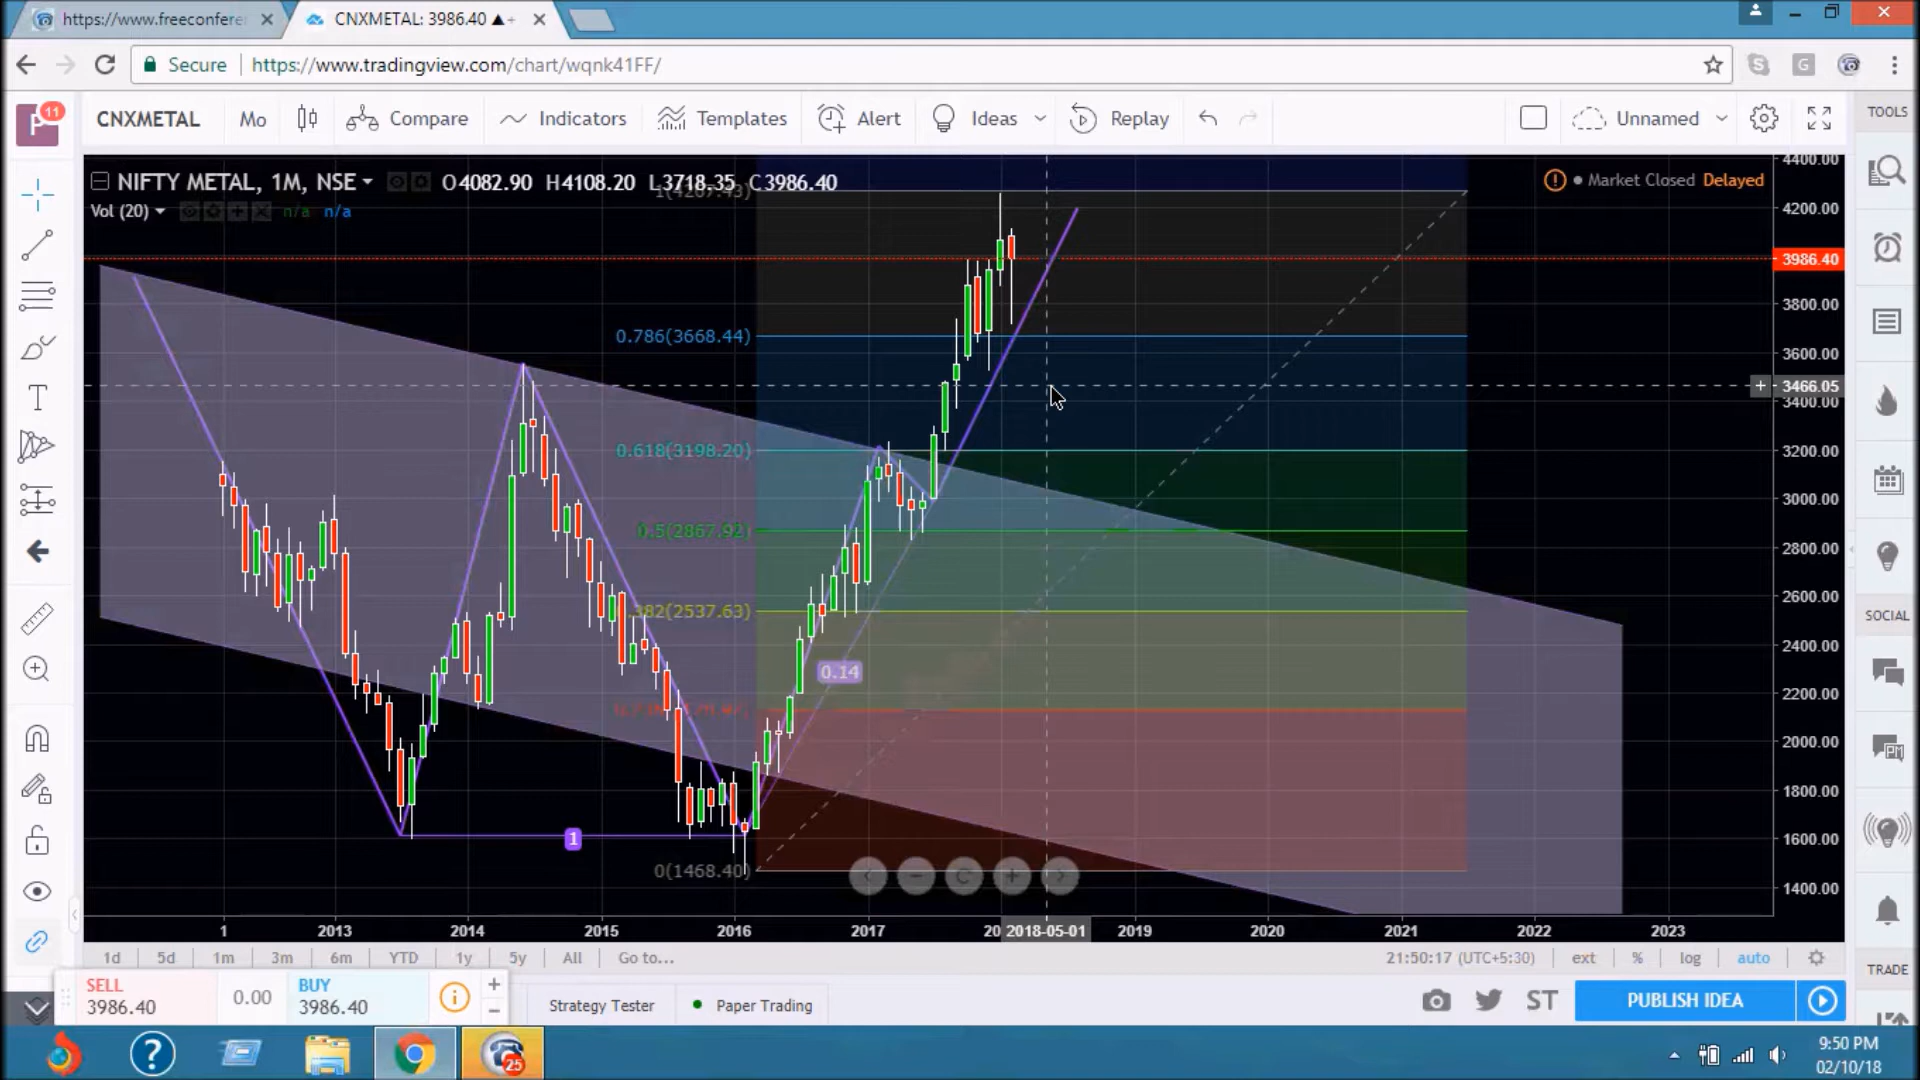 https://www.freeconfere
CNXMETAL: 3986.40 ▲+
Secure
https://www.tradingview.com/chart/wqnk41FF/
P
11
CNXMETAL
Mo
Compare
Indicators
Templates
Alert
Ideas
Replay
Unnamed
TOOLS
NIFTY METAL, 1M, NSE
O4082.90 H4108.20 L3718.35 C3986.40
Market Closed Delayed
Vol (20)
n/a n/a
4400.00
4200.00
3986.40
3800.00
0.786(3668.44)
3600.00
3466.05
3400.00
0.618(3198.20)
3200.00
3000.00
0.5(2867.92)
2800.00
.382(2537.63)
2600.00
SOCIAL
2400.00
0.14
2200.00
2000.00
1800.00
1
1600.00
0(1468.40)
1400.00
1
2013
2014
2015
2016
2017
20
2018-05-01
2019
2020
2021
2022
2023
1d
5d
1m
3m
6m
YTD
1y
5y
All
Go to...
21:50:17 (UTC+5:30)
ext
%
log
auto
TRADE
SELL
3986.40
0.00
BUY
3986.40
Strategy Tester
Paper Trading
ST
PUBLISH IDEA
25
9:50 PM
02/10/18